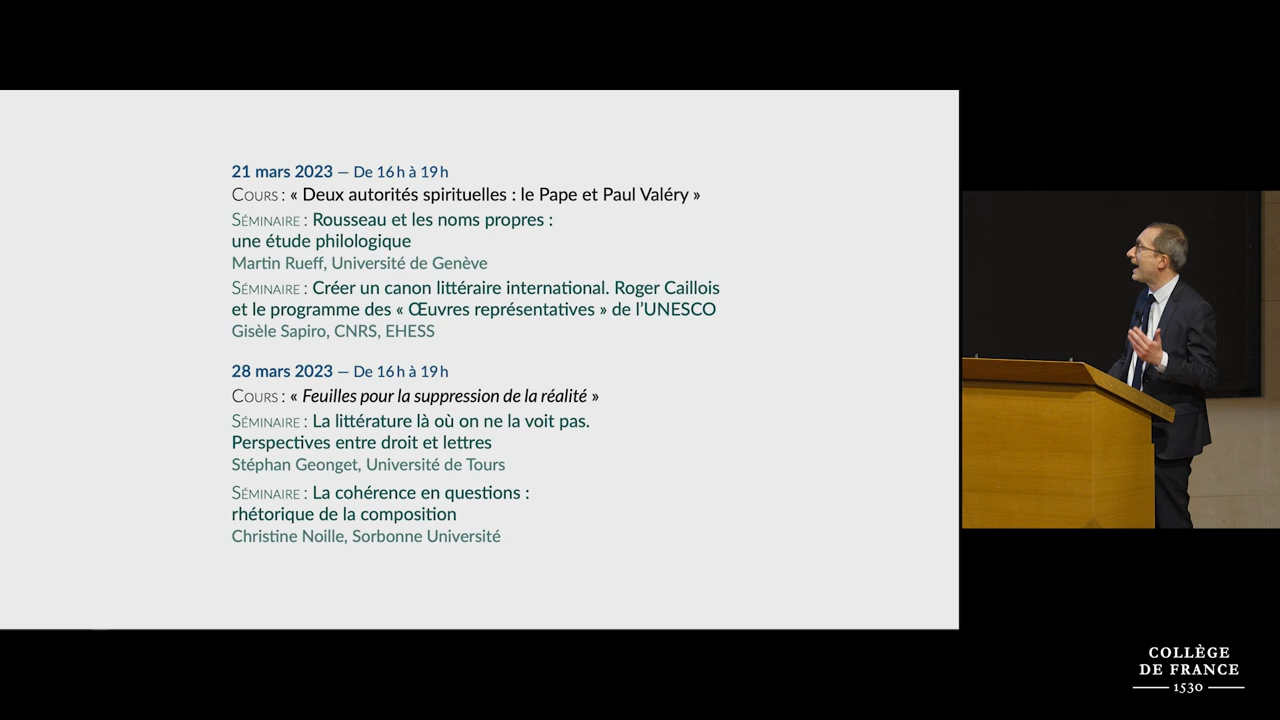 21 mars 2023 — De 16 h à 19 h
Cours : « Deux autorités spirituelles : le Pape et Paul Valéry »
Séminaire : Rousseau et les noms propres :
une étude philologique
Martin Rueff, Université de Genève
Séminaire : Créer un canon littéraire international. Roger Caillois
et le programme des « Œuvres représentatives » de l’UNESCO
Gisèle Sapiro, CNRS, EHESS
28 mars 2023 — De 16 h à 19 h
Cours : « Feuilles pour la suppression de la réalité »
Séminaire : La littérature là où on ne la voit pas.
Perspectives entre droit et lettres
Stéphan Geonget, Université de Tours
Séminaire : La cohérence en questions :
rhétorique de la composition
Christine Noille, Sorbonne Université
COLLÈGE
DE FRANCE
1530